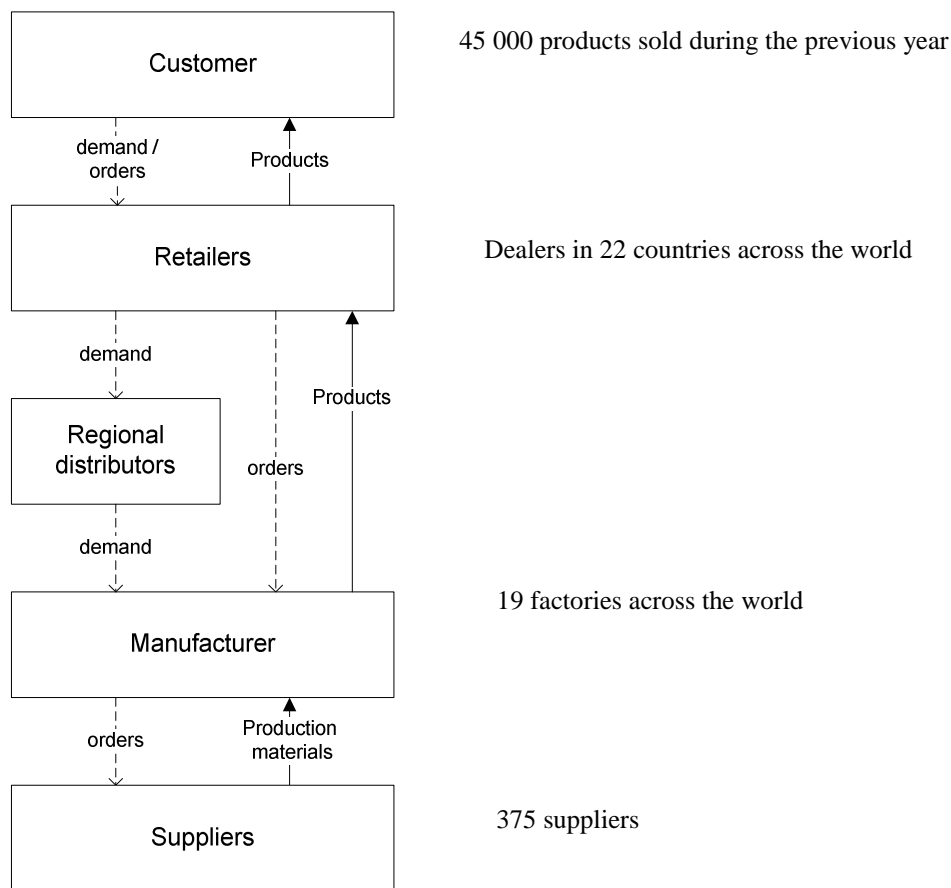 Customer
45 000 products sold during the previous year
demand /
orders
Products
Retailers
Dealers in 22 countries across the world
demand
Products
Regional
distributors
orders
demand
19 factories across the world
Manufacturer
orders
Production
materials
Suppliers
375 suppliers